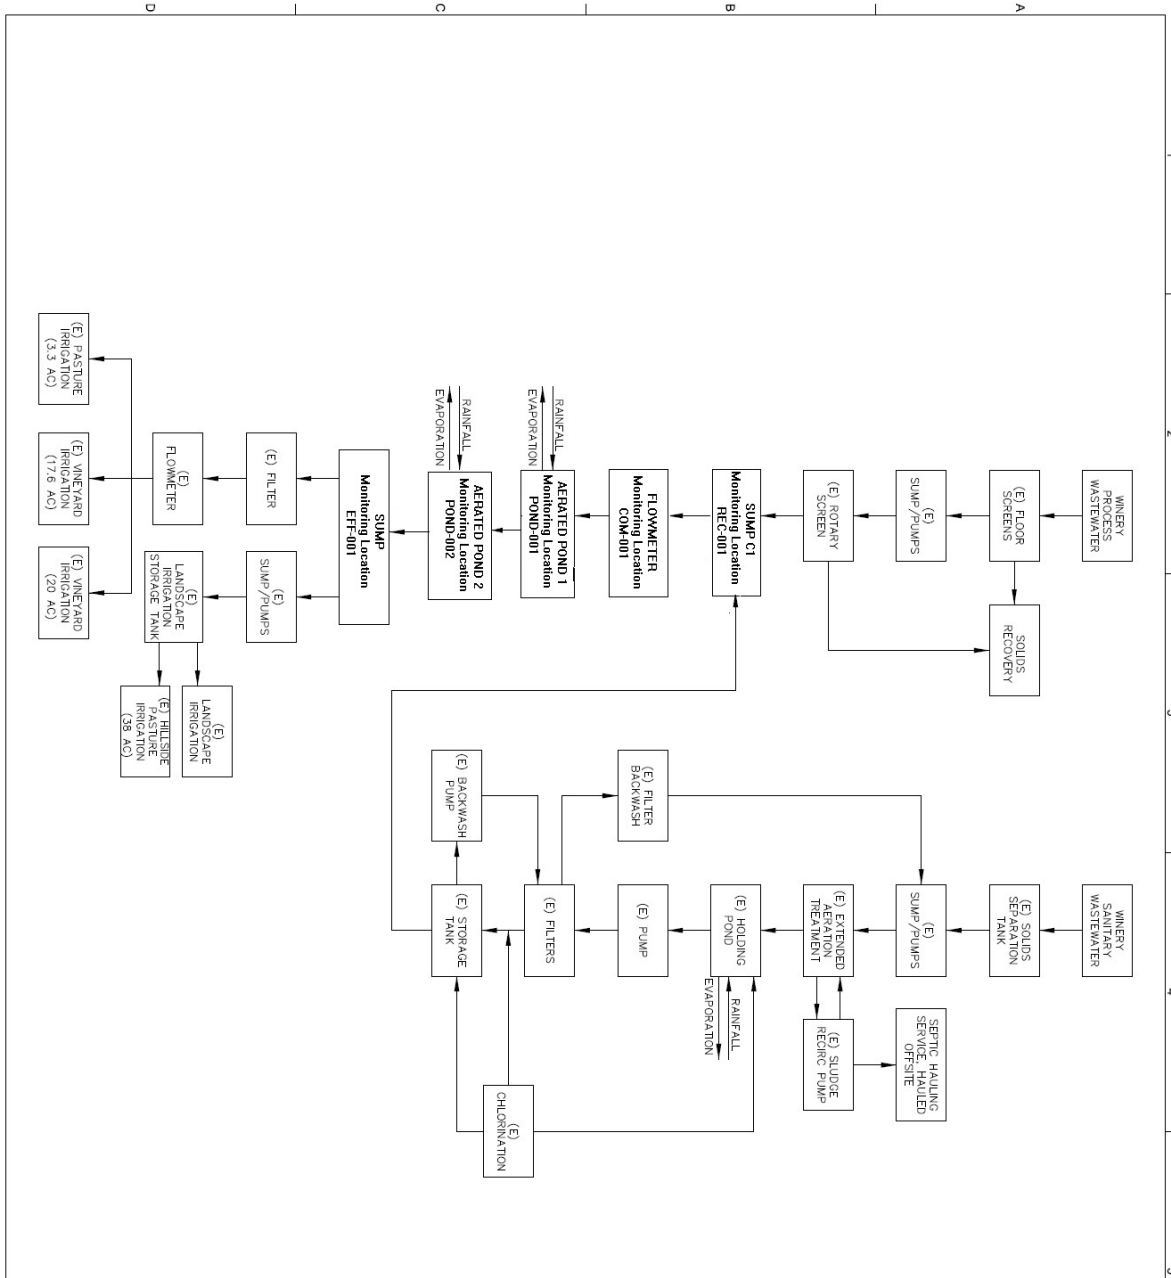 A
B
C
D
1
2
3
4
5
WINERY
PROCESS
WASTEWATER
(E) FLOOR
SCREENS
SOLIDS
RECOVERY
(E)
SUMP/PUMPS
(E) ROTARY
SCREEN
SUMP C1
Monitoring Location
REC-001
FLOWMETER
Monitoring Location
COM-001
RAINFALL
EVAPORATION
AERATED POND 1
Monitoring Location
POND-001
RAINFALL
EVAPORATION
AERATED POND 2
Monitoring Location
POND-002
SUMP
Monitoring Location
EFF-001
(E) FILTER
(E)
SUMP/PUMPS
(E)
FLOWMETER
(E)
LANDSCAPE
IRRIGATION
STORAGE TANK
(E)
LANDSCAPE
IRRIGATION
(E) HILLSIDE
PASTURE
IRRIGATION
(38 AC)
(E) PASTURE
IRRIGATION
(3.3 AC)
(E) VINEYARD
IRRIGATION
(17.6 AC)
(E) VINEYARD
IRRIGATION
(20 AC)
WINERY
SANITARY
WASTEWATER
(E) SOLIDS
SEPARATION
TANK
(E)
SUMP/PUMPS
SEPTIC HAULING
SERVICE, HAULED
OFFSITE
(E) EXTENDED
AERATION
TREATMENT
(E) SLUDGE
RECIRC PUMP
(E) HOLDING
POND
RAINFALL
EVAPORATION
(E) FILTER
BACKWASH
(E) PUMP
(E) FILTERS
(E) BACKWASH
PUMP
(E) STORAGE
TANK
(E)
CHLORINATION